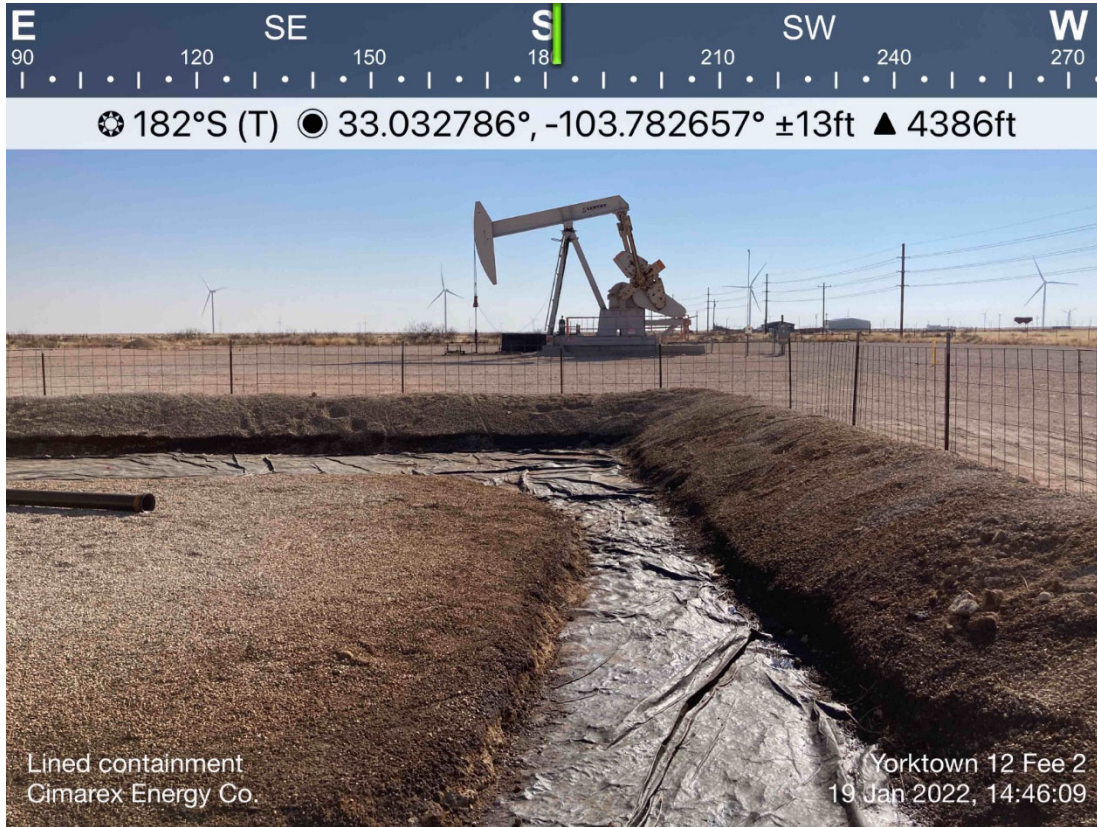 E SE S SW W
90 120 150 180 210 240 270
182°S (T) 33.032786°, -103.782657° ±13ft ▲ 4386ft
Lined containment
Cimarex Energy Co.
Yorktown 12 Fee 2
19 Jan 2022, 14:46:09